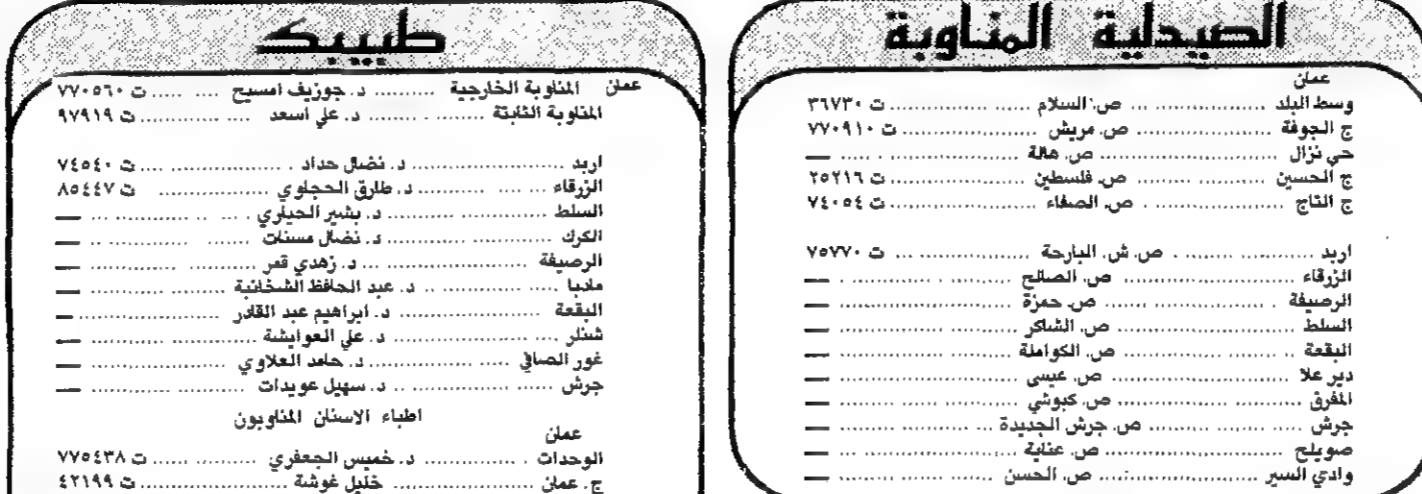 الصيدلية المناوبة
عمان
وسط البلد ... ص. السلام ... ت ٣٦٧٣٠
ج الجوفة ... ص. مريش ... ت ٧٧٠٩١٠
حي نزال ... ص. هالة ... —
ج الحسين ... ص. فلسطين ... ت ٢٥٢١٦
ج التاج ... ص. الصفاء ... ت ٧٤٠٥٤
اربد ... ص. ش. البارحة ... ت ٧٥٧٧٠
الزرقاء ... ص. الصالح ... —
الرصيفة ... ص. حمزة ... —
السلط ... ص. الشاكر ... —
البقعة ... ص. الكواملة ... —
دير علا ... ص. عيسى ... —
المفرق ... ص. كبوشي ... —
جرش ... ص. جرش الجديدة ... —
صويلح ... ص. عناية ... —
وادي السير ... ص. الحسن ... —
طبيبك
عمان المناوبة الخارجية ... د. جوزيف امسيح ... ت ٧٧٠٥٦٠
المناوبة الثابتة ... د. علي اسعد ... ت ٩٧٩١٩
اربد ... د. نضال حداد ... ت ٧٤٥٤٠
الزرقاء ... د. طارق الحجاوي ... ت ٨٥٤٤٧
السلط ... د. بشير الحياري ... —
الكرك ... د. نضال مسنات ... —
الرصيفة ... د. زهدي قمر ... —
مادبا ... د. عبد الحافظ الشخانبة ... —
البقعة ... د. ابراهيم عبد القادر ... —
شنلر ... د. علي العوايشة ... —
غور الصافي ... د. حامد العلاوي ... —
جرش ... د. سهيل عويدات ... —
اطباء الاسنان المناوبون
عمان
الوحدات ... د. خميس الجعفري ... ت ٧٧٥٤٣٨
ج. عمان ... خليل غوشة ... ت ٤٢١٩٩